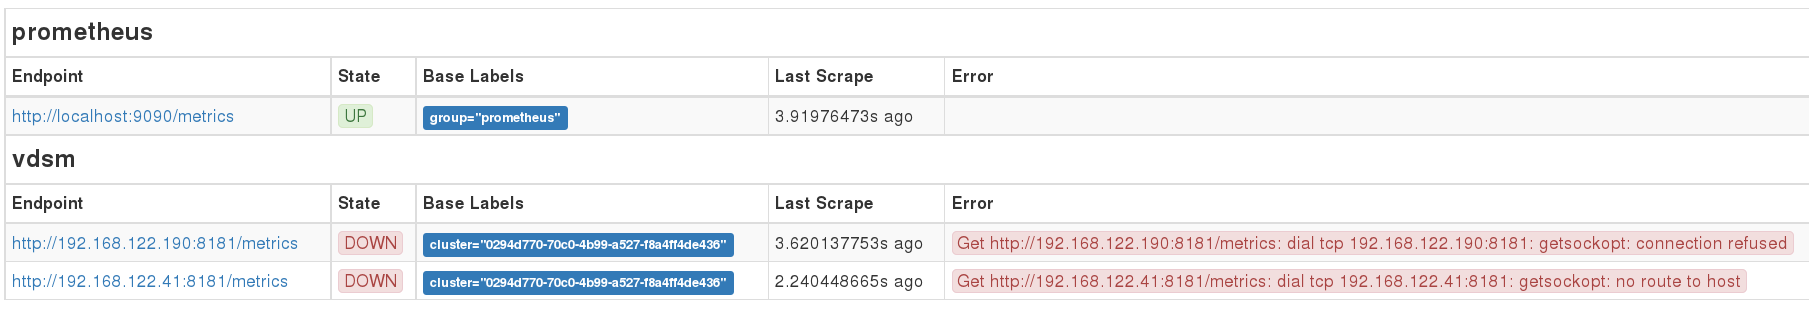 prometheus
Endpoint State Base Labels Last Scrape Error
http://localhost:9090/metrics UP group="prometheus" 3.91976473s ago
vdsm
Endpoint State Base Labels Last Scrape Error
http://192.168.122.190:8181/metrics DOWN cluster="0294d770-70c0-4b99-a527-f8a4ff4de436" 3.620137753s ago Get http://192.168.122.190:8181/metrics: dial tcp 192.168.122.190:8181: getsockopt: connection refused
http://192.168.122.41:8181/metrics DOWN cluster="0294d770-70c0-4b99-a527-f8a4ff4de436" 2.240448665s ago Get http://192.168.122.41:8181/metrics: dial tcp 192.168.122.41:8181: getsockopt: no route to host